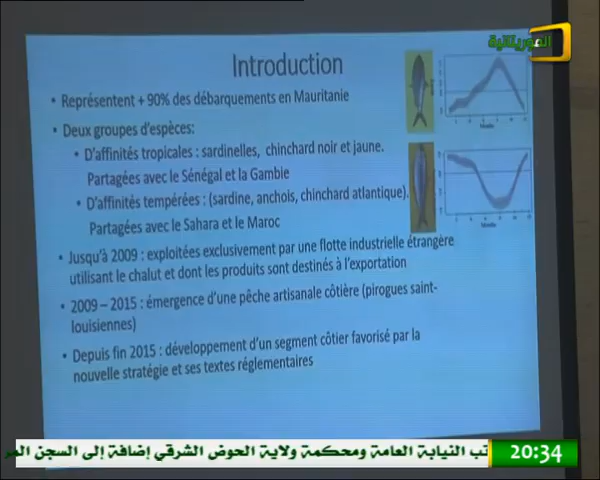 الموريتانية
Introduction
• Représentent + 90% des débarquements en Mauritanie
• Deux groupes d'espèces:
• D'affinités tropicales : sardinelles, chinchard noir et jaune.
Partagées avec le Sénégal et la Gambie
• D'affinités tempérées : (sardine, anchois, chinchard atlantique).
Partagées avec le Sahara et le Maroc
• Jusqu'à 2009 : exploitées exclusivement par une flotte industrielle étrangère
utilisant le chalut et dont les produits sont destinés à l'exportation
• 2009 – 2015 : émergence d'une pêche artisanale côtière (pirogues saint-
louisiennes)
• Depuis fin 2015 : développement d'un segment côtier favorisé par la
nouvelle stratégie et ses textes réglementaires
تب النيابة العامة ومحكمة ولاية الحوض الشرقي إضافة إلى السجن
20:34